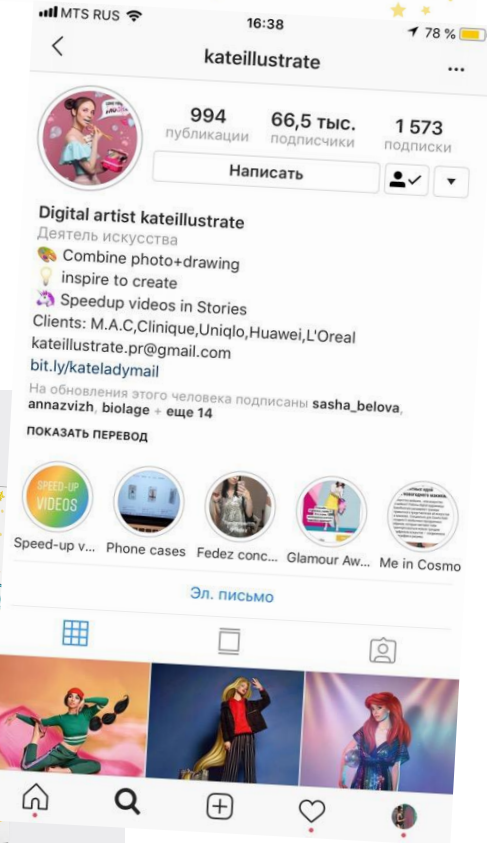 MTS RUS 16:38 78 %
kateillustrate
994 66,5 тыс. 1 573
публикации подписчики подписки
Написать
Digital artist kateillustrate
Деятель искусства
Combine photo+drawing
inspire to create
Speedup videos in Stories
Clients: M.A.C,Clinique,Uniqlo,Huawei,L'Oreal
kateillustrate.pr@gmail.com
bit.ly/kateladymail
На обновления этого человека подписаны sasha_belova,
annazvizh, biolage + еще 14
ПОКАЗАТЬ ПЕРЕВОД
SPEED-UP
VIDEOS
Speed-up v... Phone cases Fedez conc... Glamour Aw... Me in Cosmo
Эл. письмо